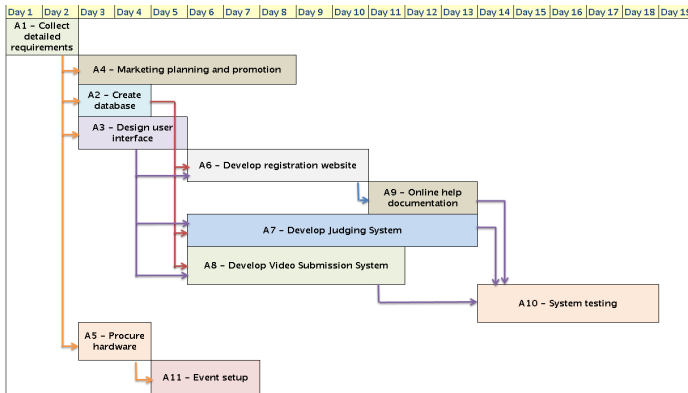 Day 1 Day 2 Day 3 Day 4 Day 5 Day 6 Day 7 Day 8 Day 9 Day 10 Day 11 Day 12 Day 13 Day 14 Day 15 Day 16 Day 17 Day 18 Day 19
A1 – Collect
detailed
requirements
A4 – Marketing planning and promotion
A2 – Create
database
A3 – Design user
interface
A6 – Develop registration website
A9 – Online help
documentation
A7 – Develop Judging System
A8 – Develop Video Submission System
A10 – System testing
A5 – Procure
hardware
A11 – Event setup